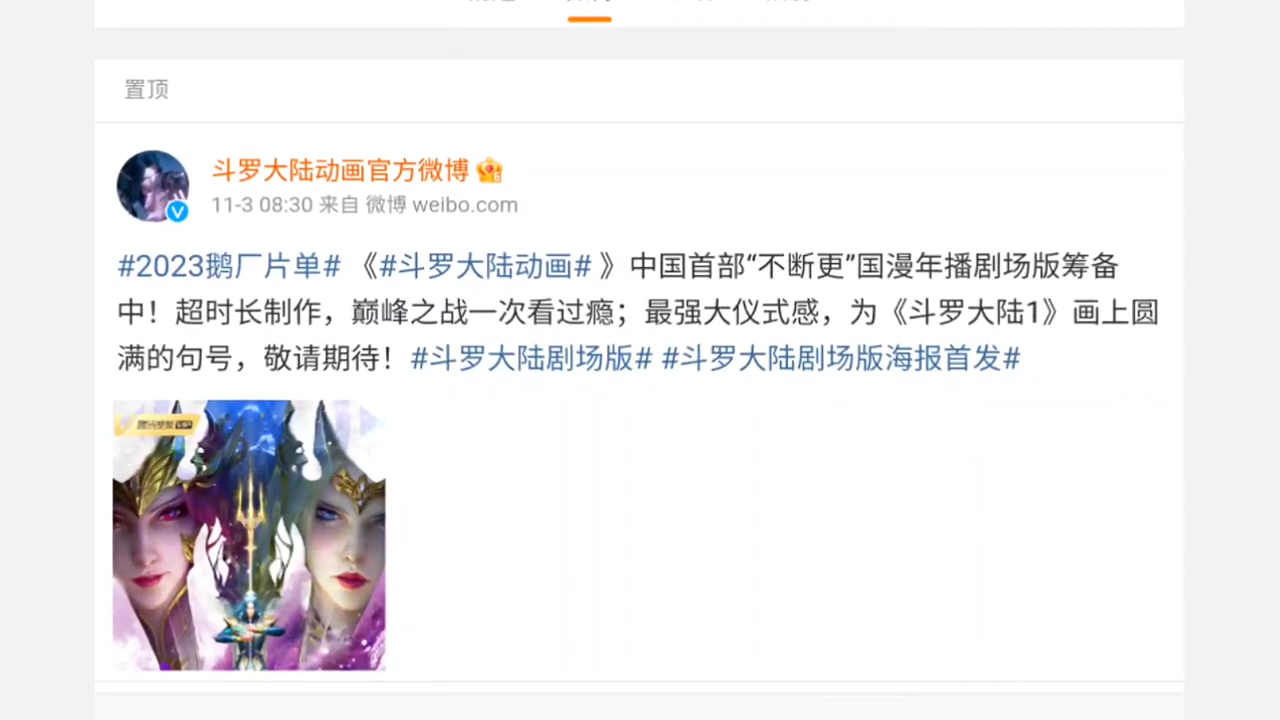 置顶
斗罗大陆动画官方微博
11-3 08:30 来自 微博 weibo.com
#2023鹅厂片单# 《#斗罗大陆动画# 》中国首部“不断更”国漫年播剧场版筹备
中！超时长制作，巅峰之战一次看过瘾；最强大仪式感，为《斗罗大陆1》画上圆
满的句号，敬请期待！#斗罗大陆剧场版# #斗罗大陆剧场版海报首发#
腾讯视频 VIP